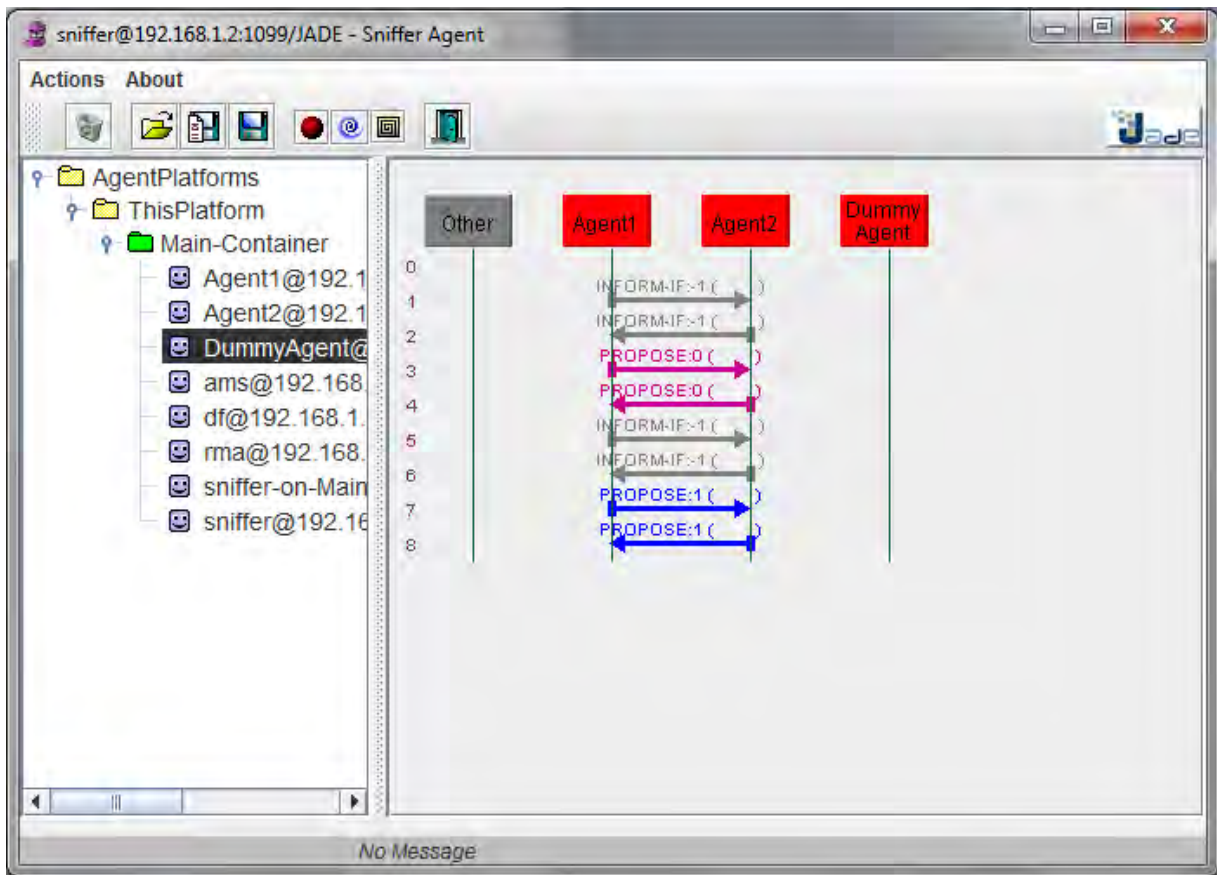 sniffer@192.168.1.2:1099/JADE - Sniffer Agent
Actions About
Jade
AgentPlatforms
ThisPlatform
Main-Container
Agent1@192.1
Agent2@192.1
DummyAgent@
ams@192.168.
df@192.168.1.
rma@192.168.
sniffer-on-Main
sniffer@192.16
Other
Agent1
Agent2
Dummy
Agent
0
INFORM-IF:-1 ( )
1
INFORM-IF:-1 ( )
2
PROPOSE:0 ( )
3
PROPOSE:0 ( )
4
INFORM-IF:-1 ( )
5
INFORM-IF:-1 ( )
6
PROPOSE:1 ( )
7
PROPOSE:1 ( )
8
No Message